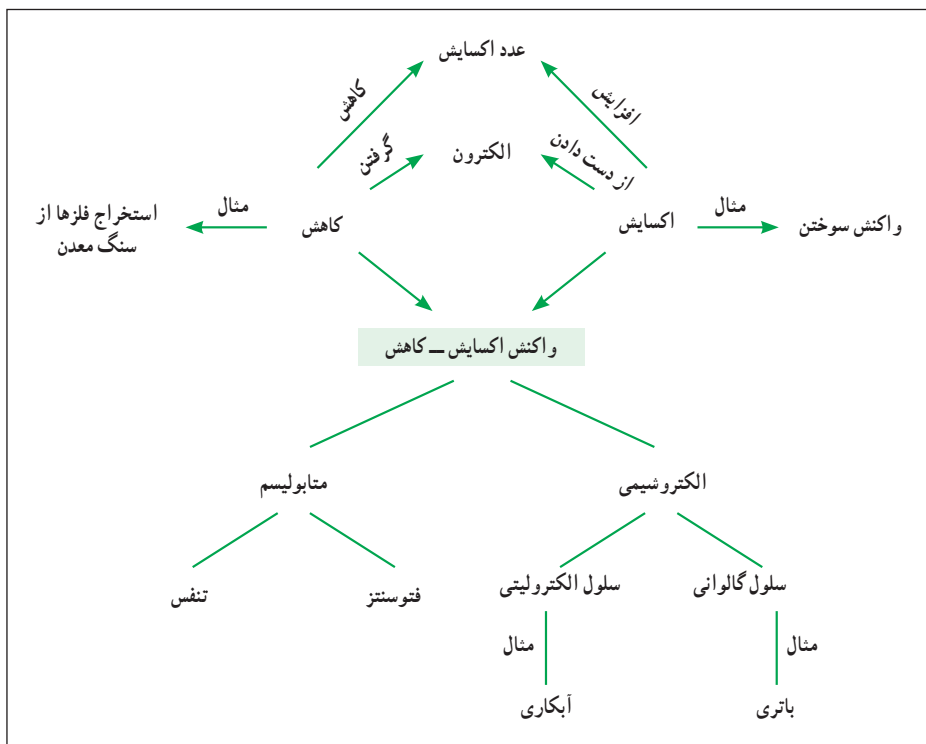 عدد اکسایش
کاهش
افزایش
الکترون
گرفتن
از دست دادن
واکنش سوختن
مثال
اکسایش
کاهش
مثال
استخراج فلزها از
سنگ معدن
واکنش اکسایش ــ کاهش
الکتروشیمی
متابولیسم
سلول گالوانی
سلول الکترولیتی
فتوسنتز
تنفس
مثال
مثال
باتری
آبکاری